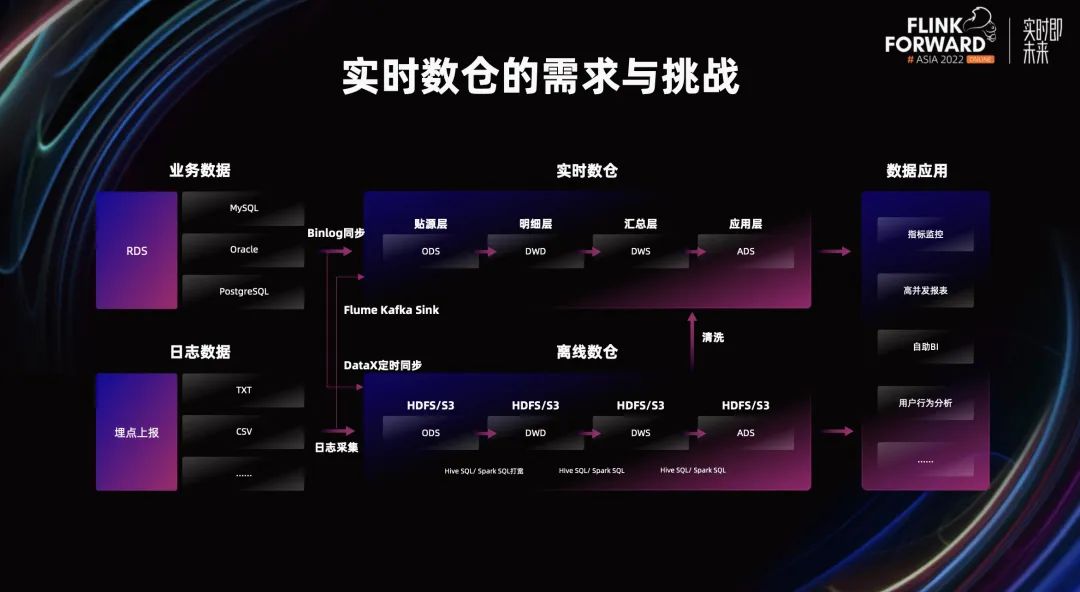 FLINK
FORWARD
# ASIA 2022 ONLINE
实时即
未来
实时数仓的需求与挑战
业务数据
RDS
MySQL
Oracle
PostgreSQL
日志数据
埋点上报
TXT
CSV
......
Binlog同步
Flume Kafka Sink
DataX定时同步
日志采集
实时数仓
贴源层
明细层
汇总层
应用层
ODS
DWD
DWS
ADS
清洗
离线数仓
HDFS/S3
HDFS/S3
HDFS/S3
HDFS/S3
ODS
DWD
DWS
ADS
Hive SQL/ Spark SQL打宽
Hive SQL/ Spark SQL
Hive SQL/ Spark SQL
数据应用
指标监控
高并发报表
自助BI
用户行为分析
......